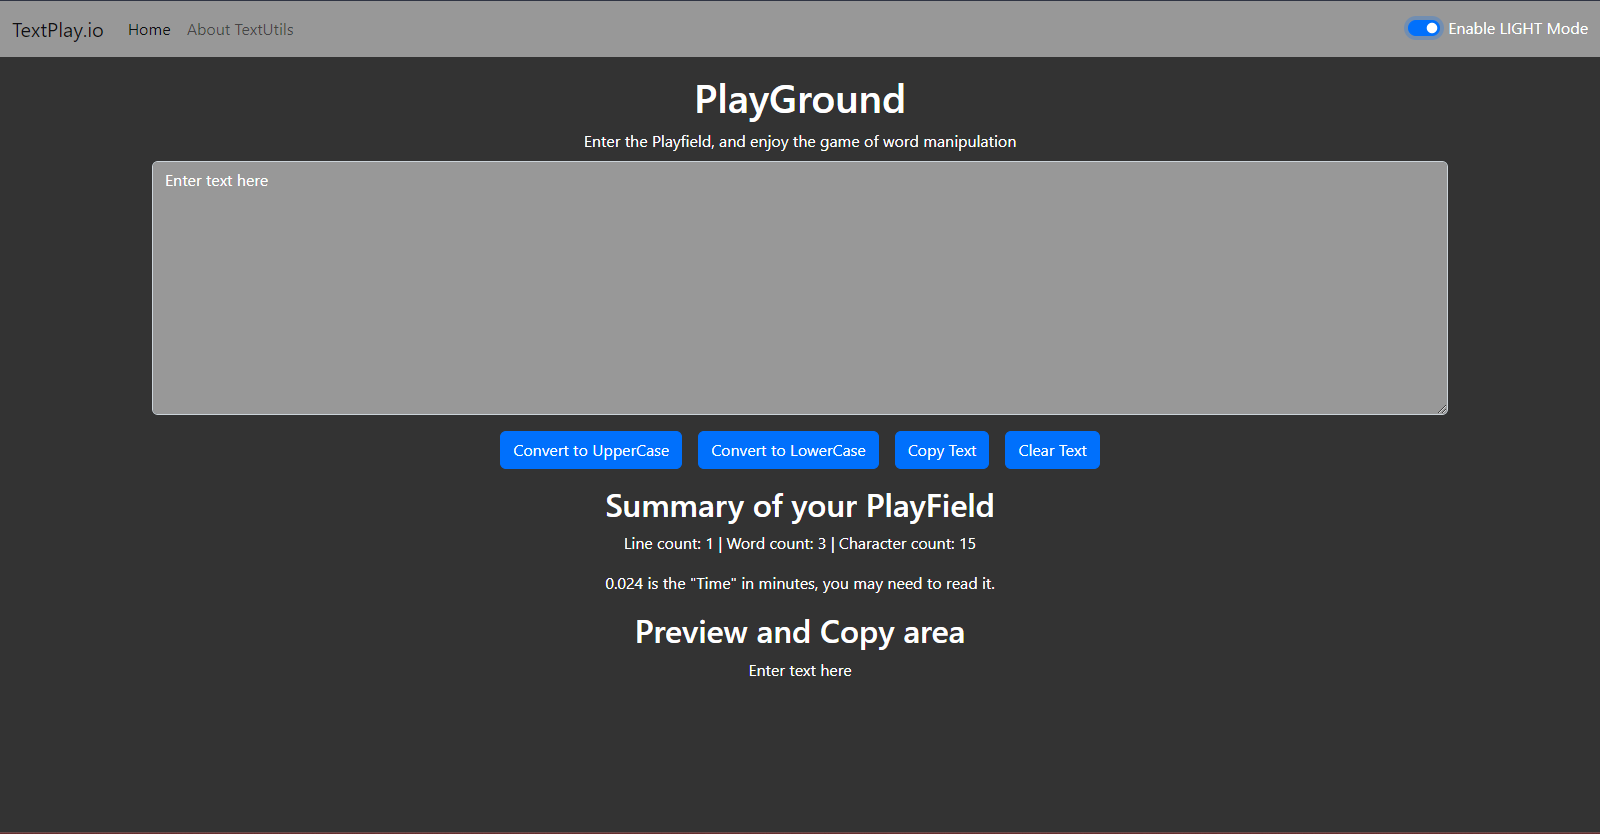 TextPlay.io Home About TextUtils Enable LIGHT Mode
PlayGround
Enter the Playfield, and enjoy the game of word manipulation
Enter text here
Convert to UpperCase Convert to LowerCase Copy Text Clear Text
Summary of your PlayField
Line count: 1 | Word count: 3 | Character count: 15
0.024 is the "Time" in minutes, you may need to read it.
Preview and Copy area
Enter text here